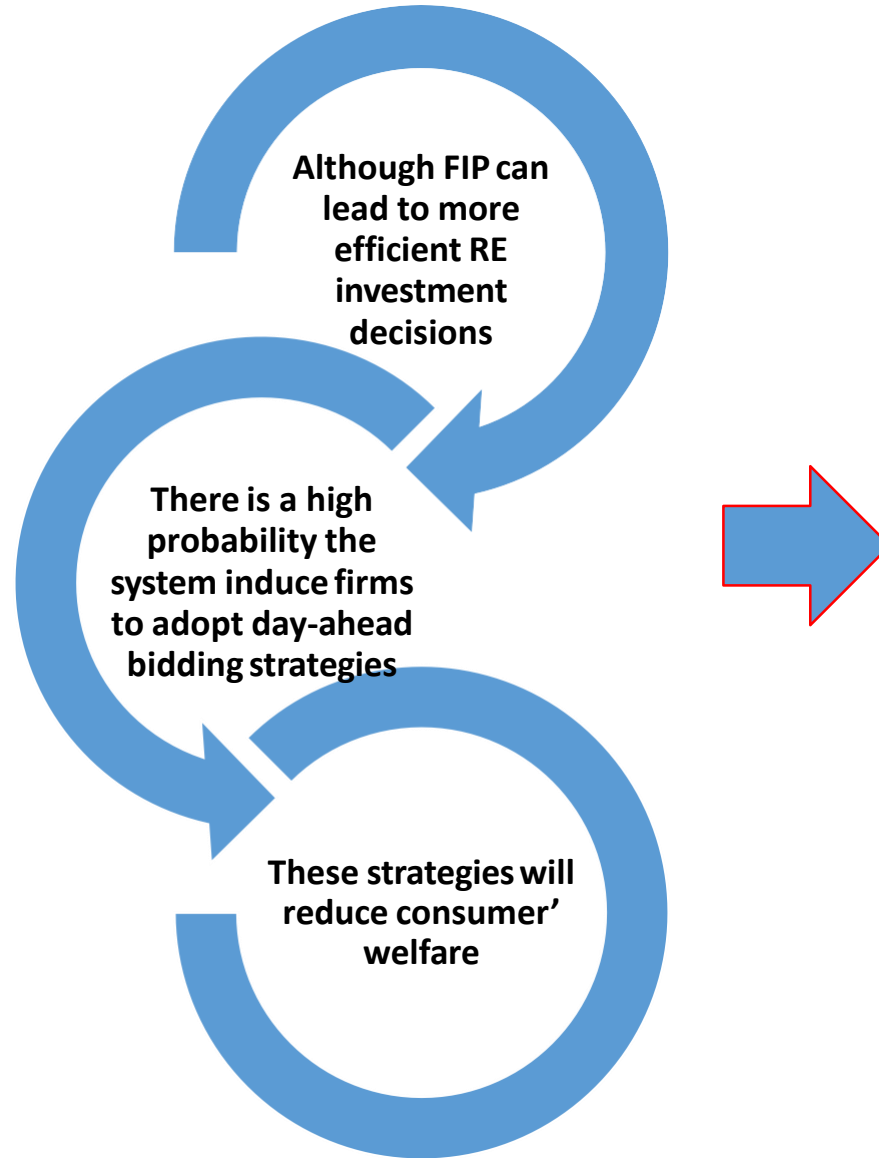 Although FIP can
lead to more
efficient RE
investment
decisions
There is a high
probability the
system induce firms
to adopt day-ahead
bidding strategies
These strategies will
reduce consumer’
welfare